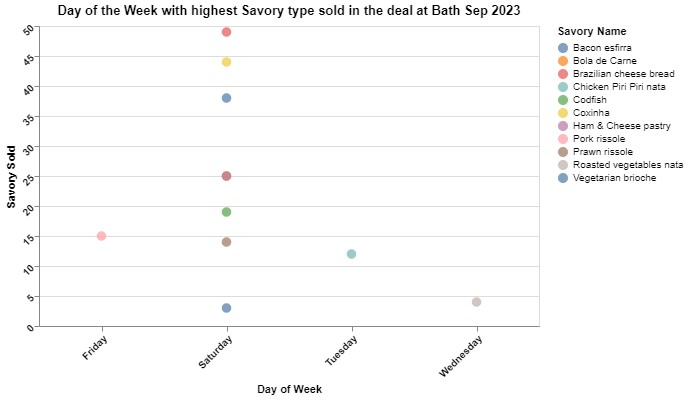 Day of the Week with highest Savory type sold in the deal at Bath Sep 2023
Savory Name
Bacon esfirra
Bola de Carne
Brazilian cheese bread
Chicken Piri Piri nata
Codfish
Coxinha
Ham & Cheese pastry
Pork rissole
Prawn rissole
Roasted vegetables nata
Vegetarian brioche
Savory Sold
50
45
40
35
30
25
20
15
10
5
0
Friday
Saturday
Tuesday
Wednesday
Day of Week